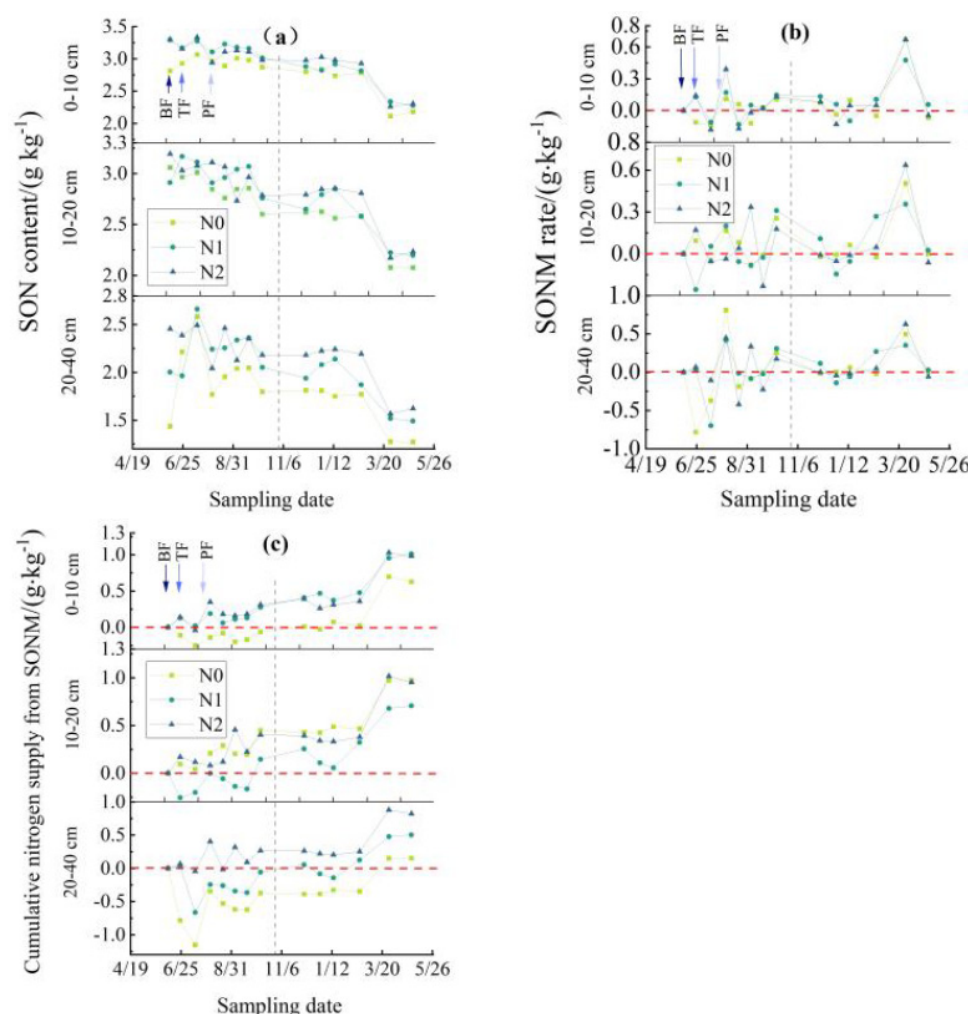 (a)
SON content/(g kg⁻¹)
0-10 cm
10-20 cm
20-40 cm
3.5
3.0
2.5
2.0
3.3
3.0
2.5
2.0
2.8
2.5
2.0
1.5
BF
TF
PF
N0
N1
N2
4/19 6/25 8/31 11/6 1/12 3/20 5/26
Sampling date
(b)
SONM rate/(g·kg⁻¹)
0-10 cm
10-20 cm
20-40 cm
0.8
0.6
0.3
0.0
0.8
0.6
0.3
0.0
1.0
0.5
0.0
-0.5
-1.0
BF
TF
PF
N0
N1
N2
4/19 6/25 8/31 11/6 1/12 3/20 5/26
Sampling date
(c)
Cumulative nitrogen supply from SONM/(g·kg⁻¹)
0-10 cm
10-20 cm
20-40 cm
1.3
1.0
0.5
0.0
1.3
1.0
0.5
0.0
1.0
0.5
0.0
-0.5
-1.0
BF
TF
PF
N0
N1
N2
4/19 6/25 8/31 11/6 1/12 3/20 5/26
Sampling date